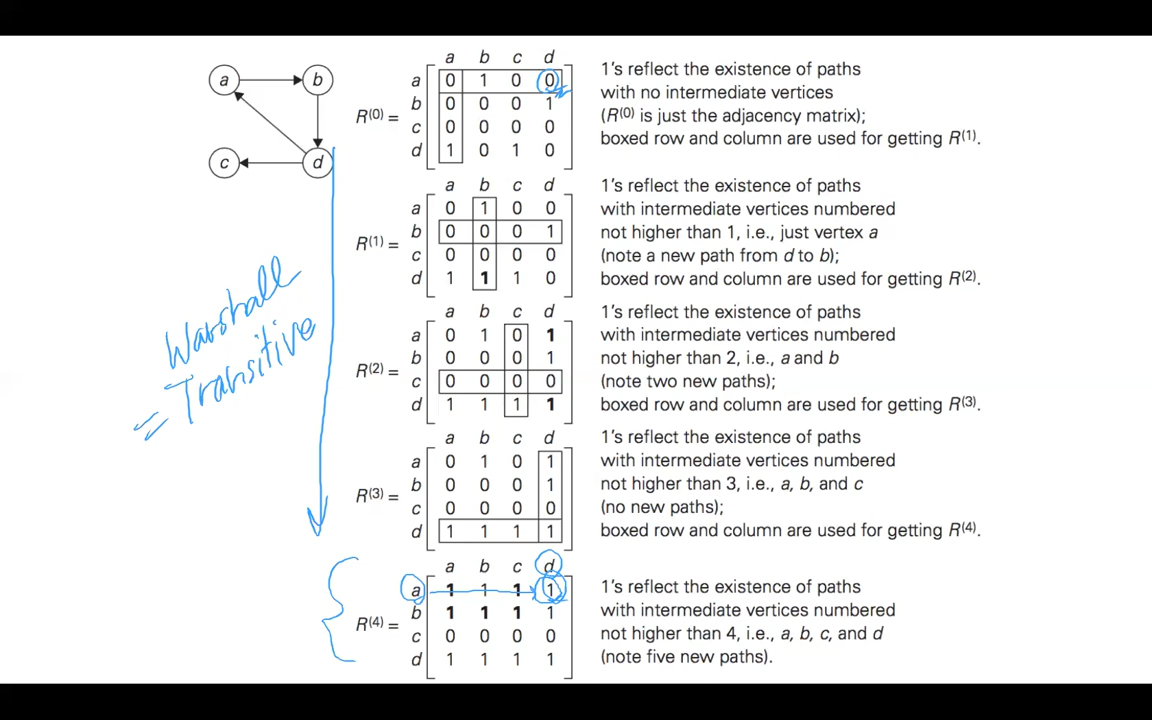 a b
c d
a b c d
a 0 1 0 0
b 0 0 0 1
R(0) =
c 0 0 0 0
d 1 0 1 0
1's reflect the existence of paths
with no intermediate vertices
(R(0) is just the adjacency matrix);
boxed row and column are used for getting R(1).
a b c d
a 0 1 0 0
b 0 0 0 1
R(1) =
c 0 0 0 0
d 1 1 1 0
1's reflect the existence of paths
with intermediate vertices numbered
not higher than 1, i.e., just vertex a
(note a new path from d to b);
boxed row and column are used for getting R(2).
a b c d
a 0 1 0 1
b 0 0 0 1
R(2) =
c 0 0 0 0
d 1 1 1 1
1's reflect the existence of paths
with intermediate vertices numbered
not higher than 2, i.e., a and b
(note two new paths);
boxed row and column are used for getting R(3).
a b c d
a 0 1 0 1
b 0 0 0 1
R(3) =
c 0 0 0 0
d 1 1 1 1
1's reflect the existence of paths
with intermediate vertices numbered
not higher than 3, i.e., a, b, and c
(no new paths);
boxed row and column are used for getting R(4).
a b c d
a 1 1 1 1
b 1 1 1 1
R(4) =
c 0 0 0 0
d 1 1 1 1
1's reflect the existence of paths
with intermediate vertices numbered
not higher than 4, i.e., a, b, c, and d
(note five new paths).
Warshall
= Transitive